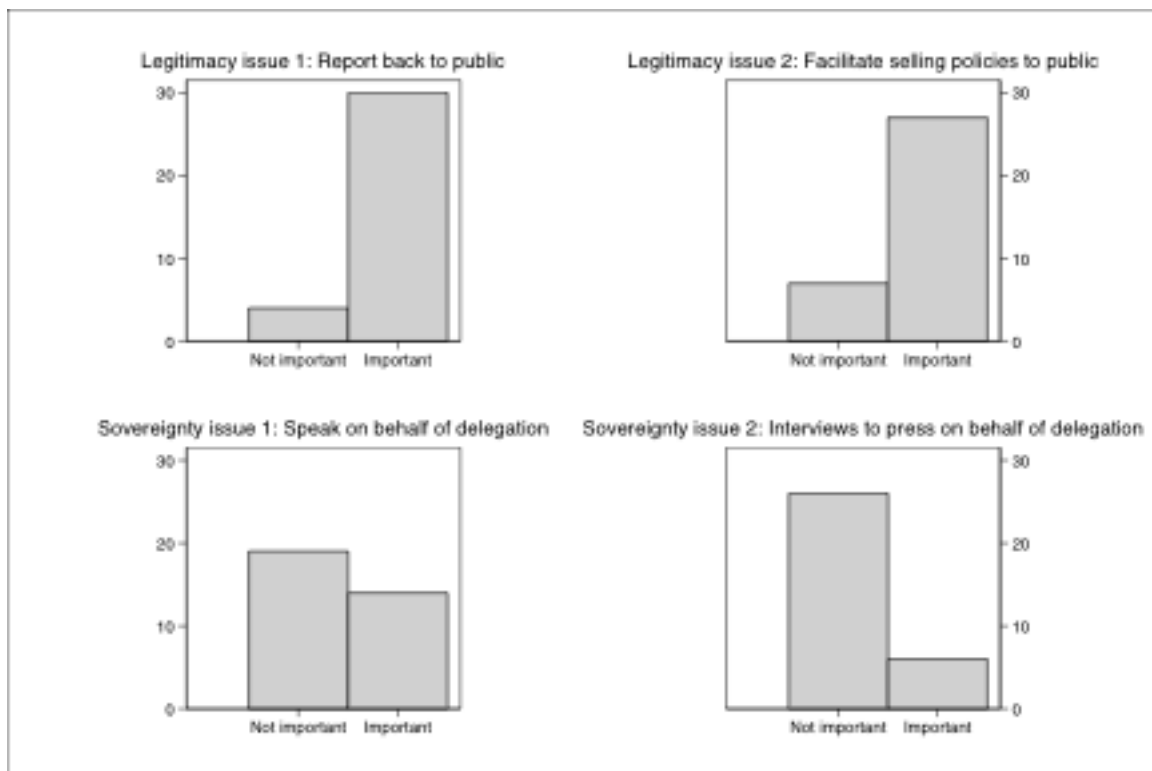 Legitimacy issue 1: Report back to public
30
20
10
0
Not important Important
Legitimacy issue 2: Facilitate selling policies to public
30
20
10
0
Not important Important
Sovereignty issue 1: Speak on behalf of delegation
30
20
10
0
Not important Important
Sovereignty issue 2: Interviews to press on behalf of delegation
30
20
10
0
Not important Important